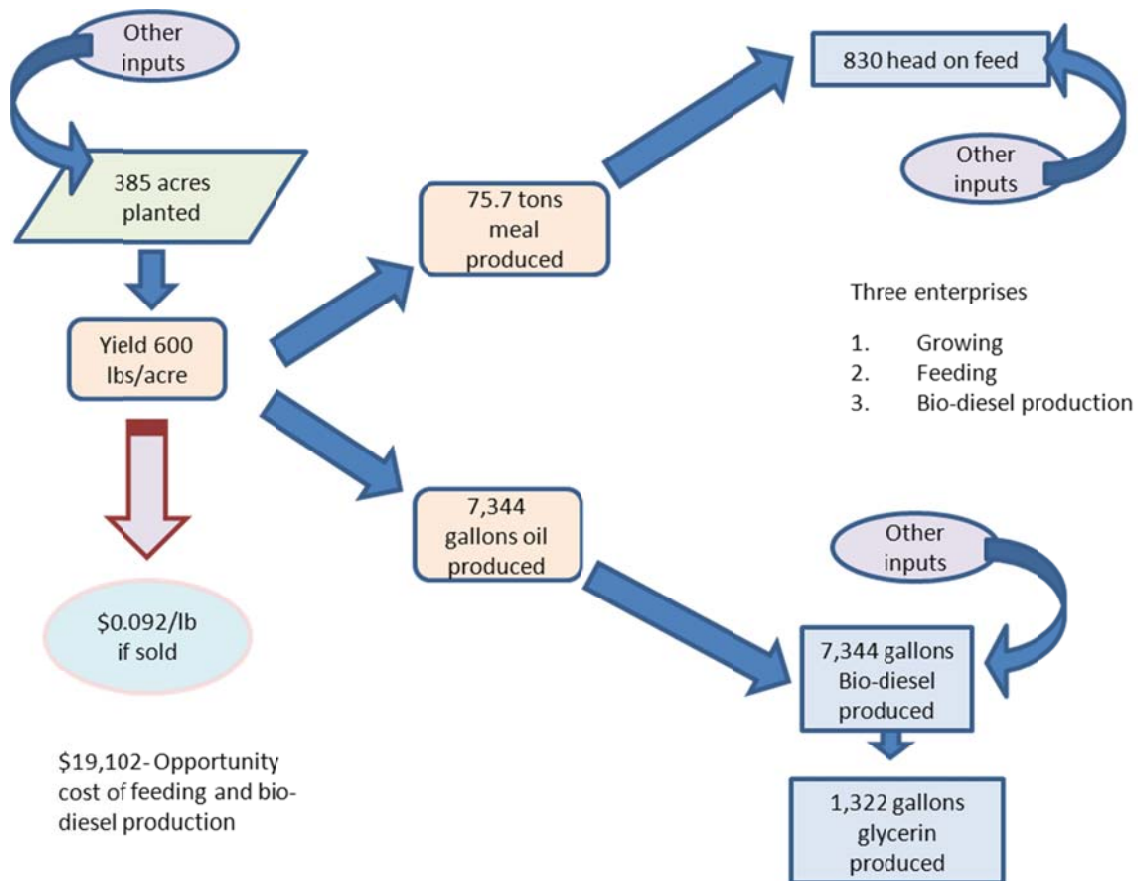 Other
inputs
830 head on feed
385 acres
planted
Other
inputs
75.7 tons
meal
produced
Three enterprises
1. Growing
2. Feeding
3. Bio-diesel production
Yield 600
lbs/acre
7,344
gallons oil
produced
Other
inputs
$0.092/lb
if sold
7,344 gallons
Bio-diesel
produced
$19,102- Opportunity
cost of feeding and bio-
diesel production
1,322 gallons
glycerin
produced